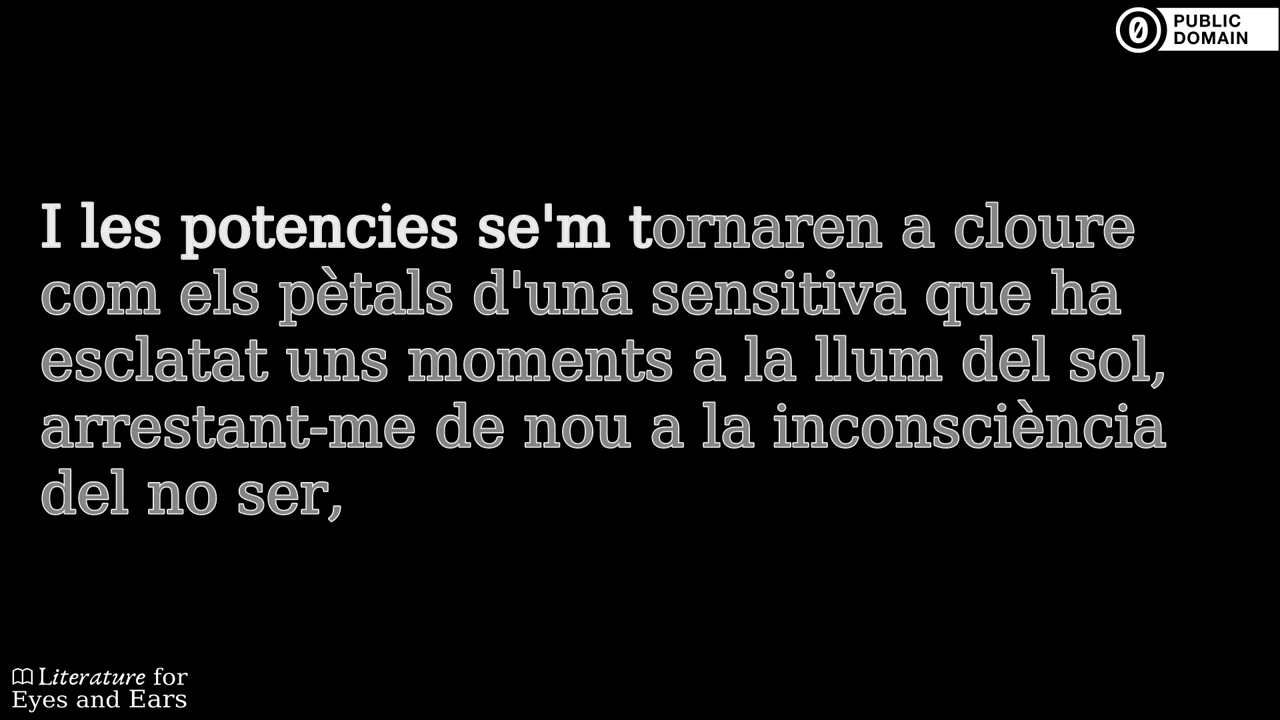 PUBLIC
DOMAIN
I les potencies se'm tornaren a cloure
com els pètals d'una sensitiva que ha
esclatat uns moments a la llum del sol,
arrestant-me de nou a la inconsciència
del no ser,
Literature for
Eyes and Ears